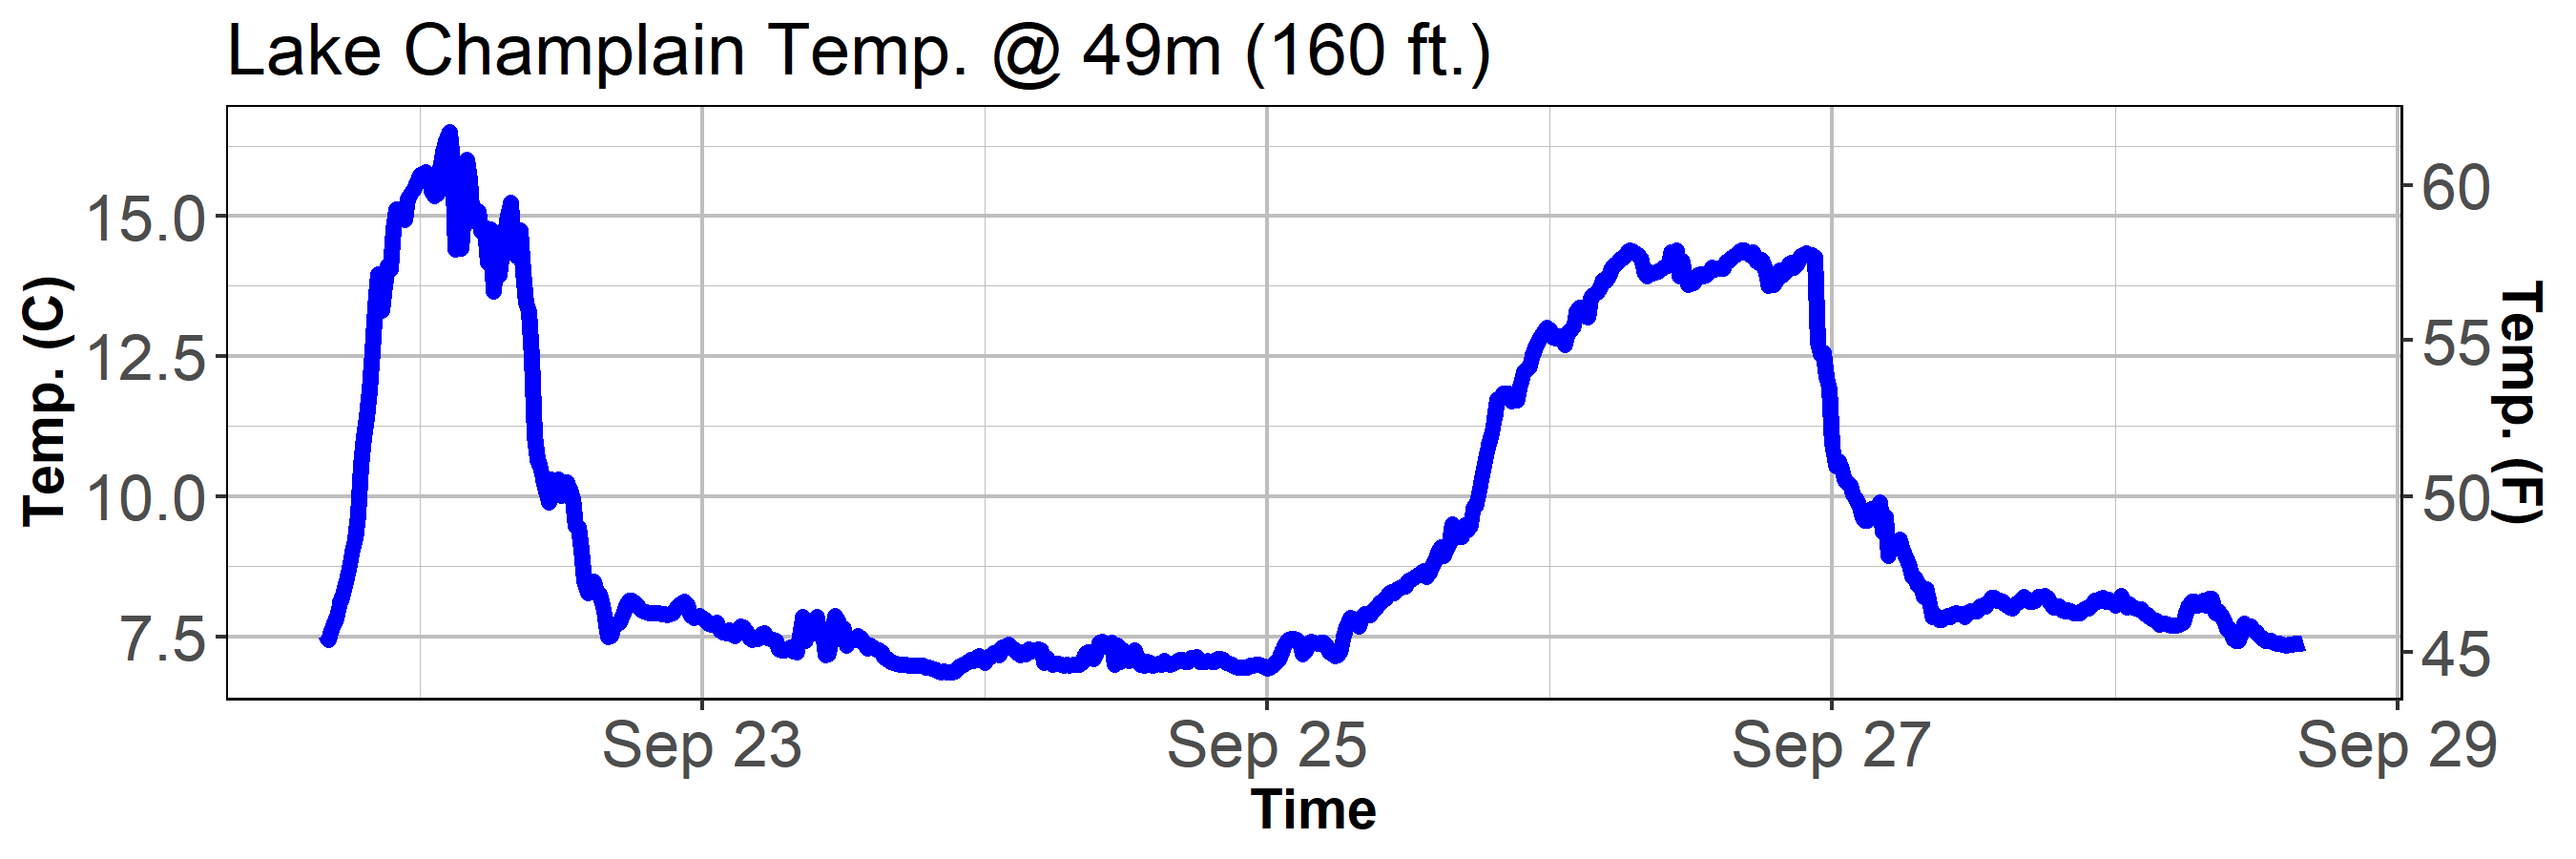 Lake Champlain Temp. @ 49m (160 ft.)
Temp. (C)
15.0
12.5
10.0
7.5
60
55
50
45
Temp. (F)
Sep 23
Sep 25
Sep 27
Sep 29
Time